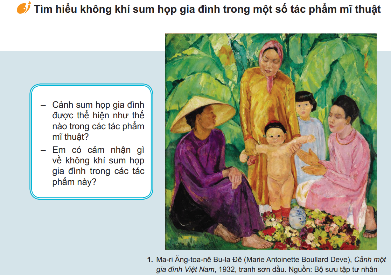 Tìm hiểu không khí sum họp gia đình trong một số tác phẩm mĩ thuật
– Cảnh sum họp gia đình
được thể hiện như thế
nào trong các tác phẩm
mĩ thuật?
– Em có cảm nhận gì
về không khí sum họp
gia đình trong các tác
phẩm này?
1. Ma-ri Ăng-toa-nê Bu-la Đê (Marie Antoinette Boullard Deve), Cảnh một
gia đình Việt Nam, 1932, tranh sơn dầu. Nguồn: Bộ sưu tập tư nhân